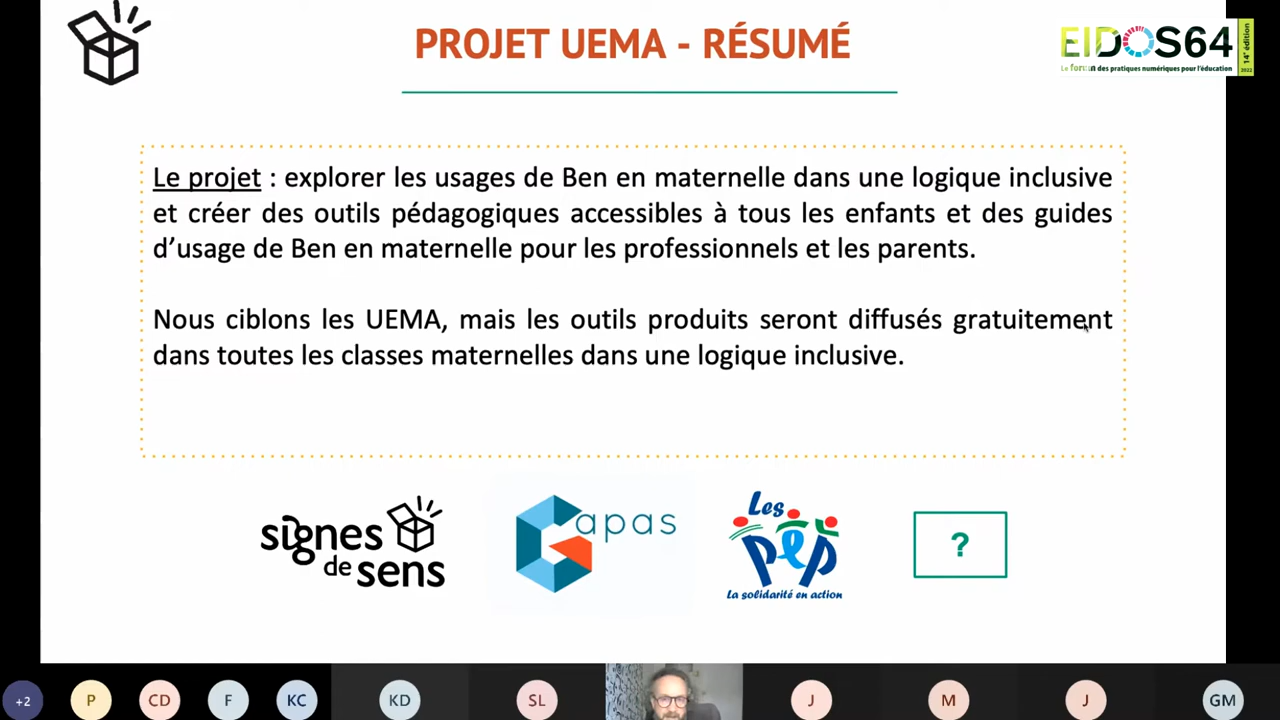 PROJET UEMA - RÉSUMÉ
EIDOS64
Le forum des pratiques numériques pour l'éducation
14e édition
2022
Le projet : explorer les usages de Ben en maternelle dans une logique inclusive
et créer des outils pédagogiques accessibles à tous les enfants et des guides
d'usage de Ben en maternelle pour les professionnels et les parents.
Nous ciblons les UEMA, mais les outils produits seront diffusés gratuitement
dans toutes les classes maternelles dans une logique inclusive.
signes
de sens
Gapas
Les
pep
La solidarité en action
?
+2
P
CD
F
KC
KD
SL
J
M
J
GM